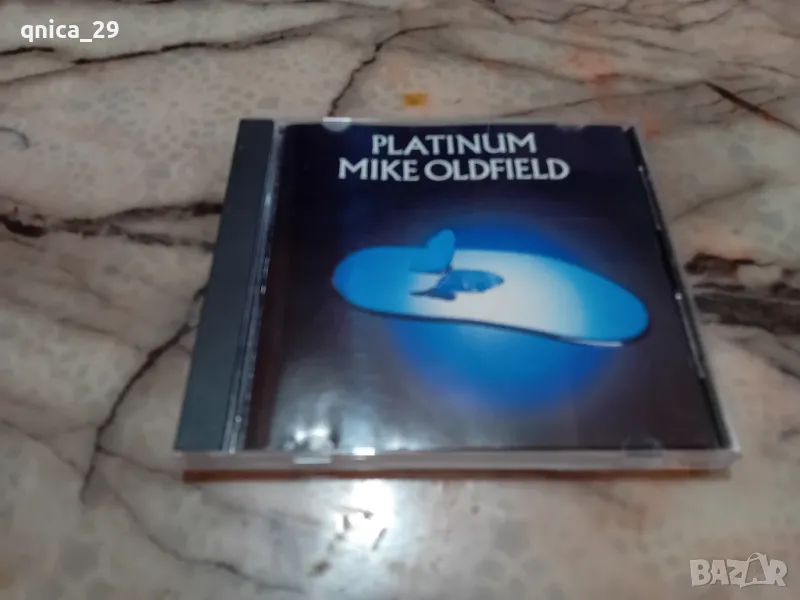 qnica_29
PLATINUM
MIKE OLDFIELD
BAZAR